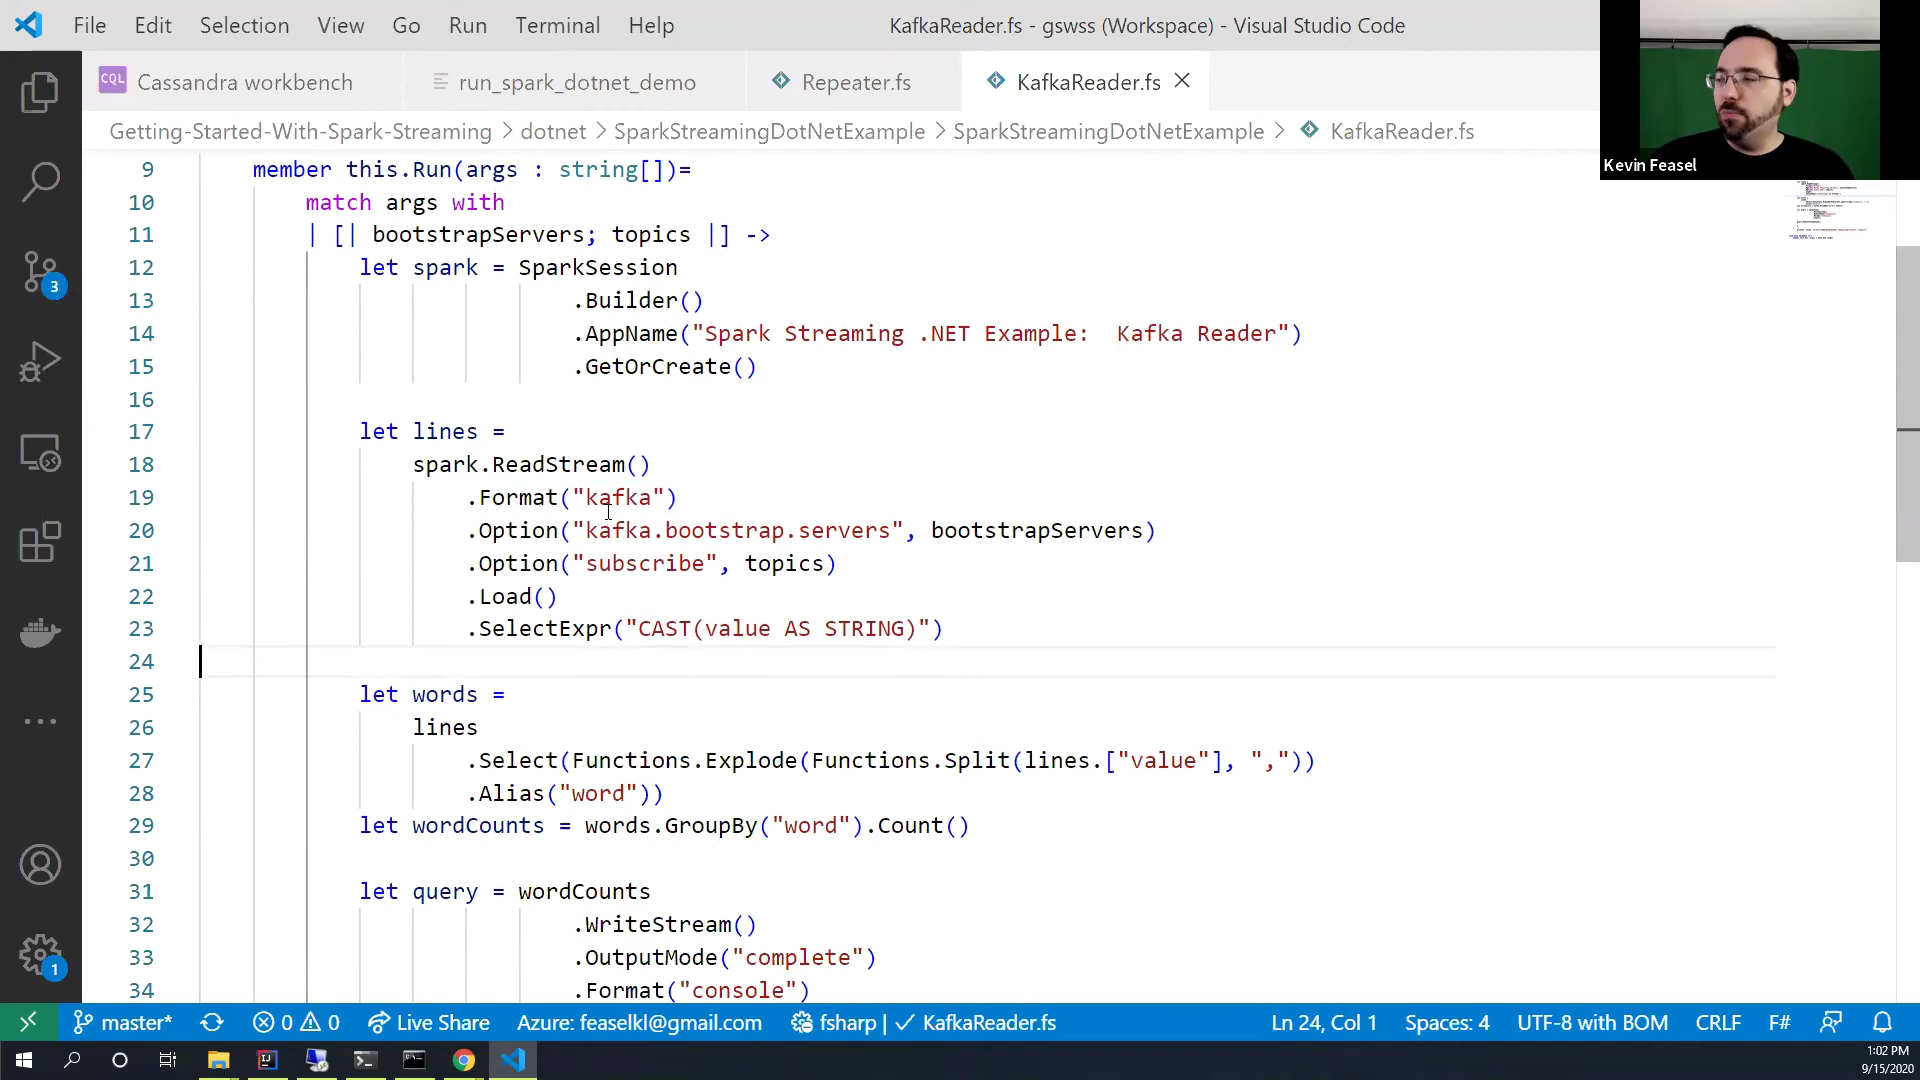 File Edit Selection View Go Run Terminal Help KafkaReader.fs - gswss (Workspace) - Visual Studio Code
CQL Cassandra workbench run_spark_dotnet_demo Repeater.fs KafkaReader.fs
Getting-Started-With-Spark-Streaming > dotnet > SparkStreamingDotNetExample > SparkStreamingDotNetExample > KafkaReader.fs
Kevin Feasel
9 member this.Run(args : string[])=
10 match args with
11 | [| bootstrapServers; topics |] ->
12 let spark = SparkSession
13 .Builder()
14 .AppName("Spark Streaming .NET Example:  Kafka Reader")
15 .GetOrCreate()
16
17 let lines =
18 spark.ReadStream()
19 .Format("kafka")
20 .Option("kafka.bootstrap.servers", bootstrapServers)
21 .Option("subscribe", topics)
22 .Load()
23 .SelectExpr("CAST(value AS STRING)")
24
25 let words =
26 lines
27 .Select(Functions.Explode(Functions.Split(lines.["value"], ","))
28 .Alias("word"))
29 let wordCounts = words.GroupBy("word").Count()
30
31 let query = wordCounts
32 .WriteStream()
33 .OutputMode("complete")
34 .Format("console")
3
1
master* 0 0 Live Share Azure: feaselkl@gmail.com fsharp | ✓ KafkaReader.fs Ln 24, Col 1 Spaces: 4 UTF-8 with BOM CRLF F#
1:02 PM
9/15/2020